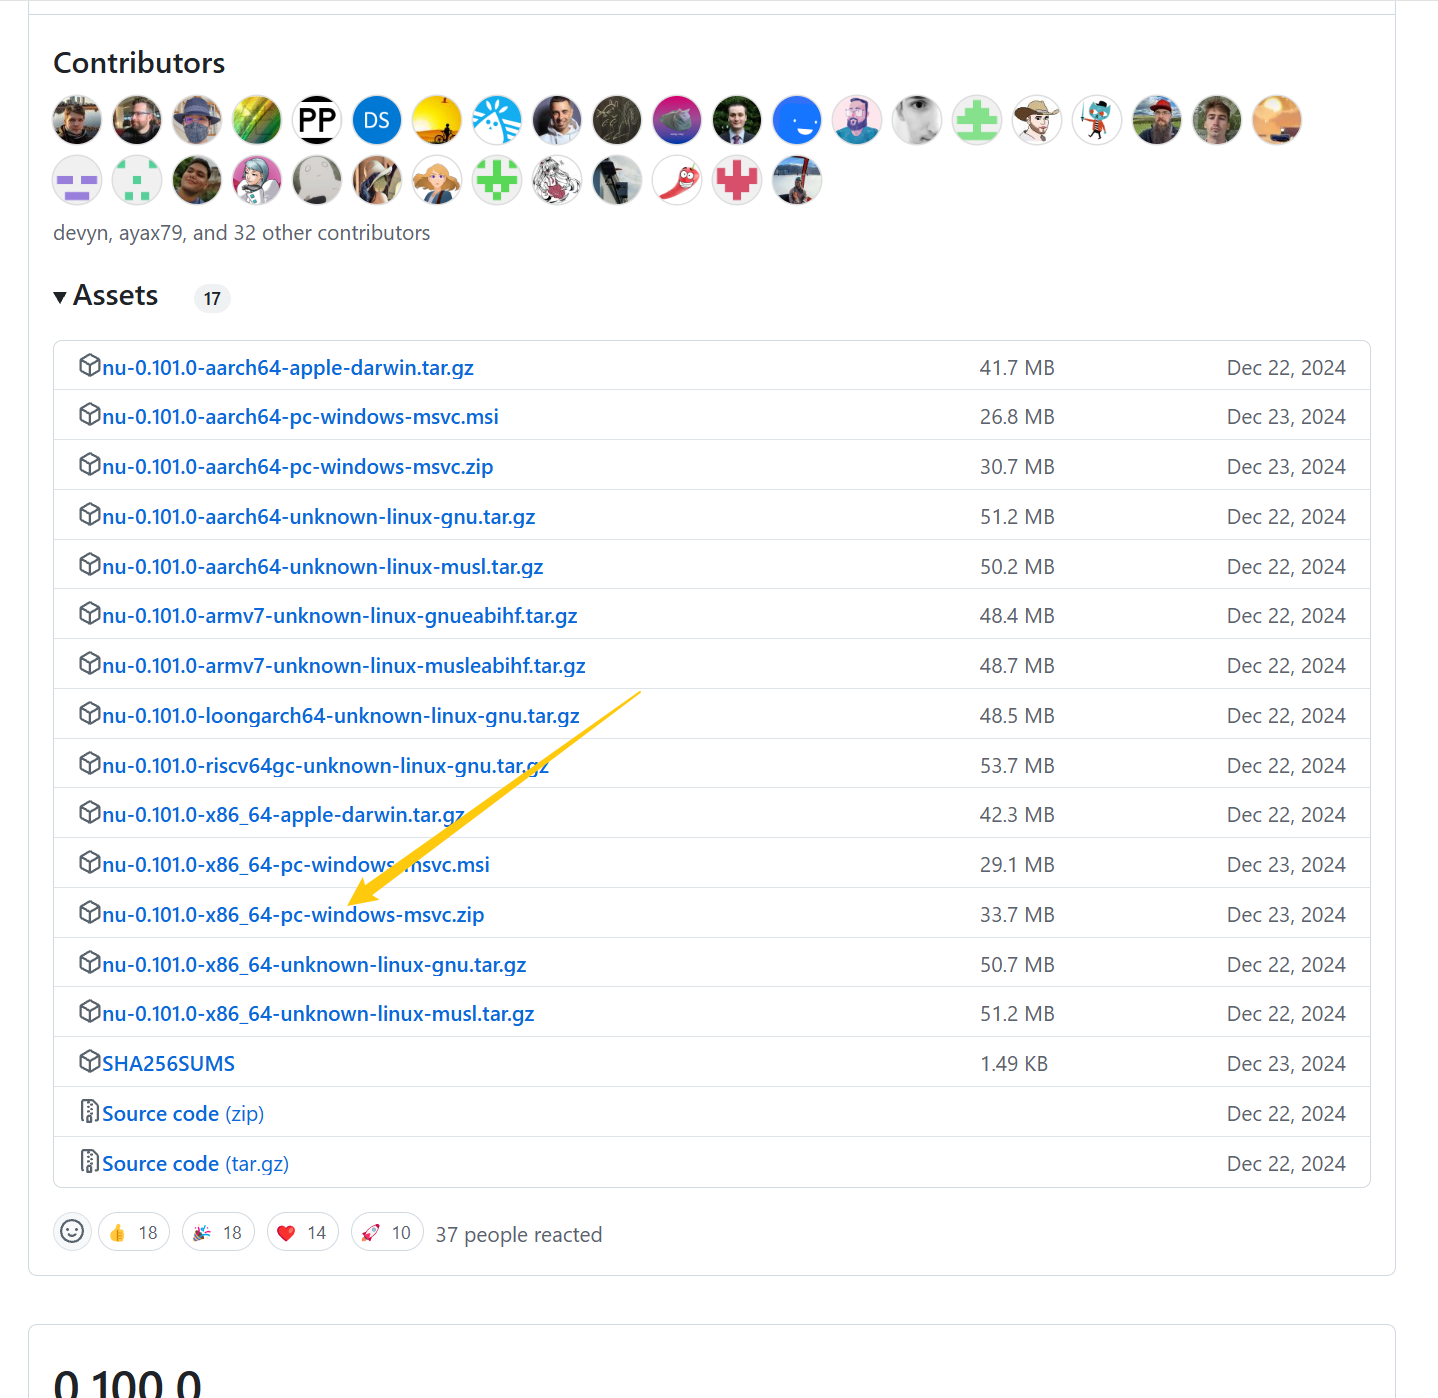 Contributors
PP DS
devyn, ayax79, and 32 other contributors
Assets 17
nu-0.101.0-aarch64-apple-darwin.tar.gz 41.7 MB Dec 22, 2024
nu-0.101.0-aarch64-pc-windows-msvc.msi 26.8 MB Dec 23, 2024
nu-0.101.0-aarch64-pc-windows-msvc.zip 30.7 MB Dec 23, 2024
nu-0.101.0-aarch64-unknown-linux-gnu.tar.gz 51.2 MB Dec 22, 2024
nu-0.101.0-aarch64-unknown-linux-musl.tar.gz 50.2 MB Dec 22, 2024
nu-0.101.0-armv7-unknown-linux-gnueabihf.tar.gz 48.4 MB Dec 22, 2024
nu-0.101.0-armv7-unknown-linux-musleabihf.tar.gz 48.7 MB Dec 22, 2024
nu-0.101.0-loongarch64-unknown-linux-gnu.tar.gz 48.5 MB Dec 22, 2024
nu-0.101.0-riscv64gc-unknown-linux-gnu.tar.gz 53.7 MB Dec 22, 2024
nu-0.101.0-x86_64-apple-darwin.tar.gz 42.3 MB Dec 22, 2024
nu-0.101.0-x86_64-pc-windows-msvc.msi 29.1 MB Dec 23, 2024
nu-0.101.0-x86_64-pc-windows-msvc.zip 33.7 MB Dec 23, 2024
nu-0.101.0-x86_64-unknown-linux-gnu.tar.gz 50.7 MB Dec 22, 2024
nu-0.101.0-x86_64-unknown-linux-musl.tar.gz 51.2 MB Dec 22, 2024
SHA256SUMS 1.49 KB Dec 23, 2024
Source code (zip) Dec 22, 2024
Source code (tar.gz) Dec 22, 2024
18 18 14 10 37 people reacted
0.100.0